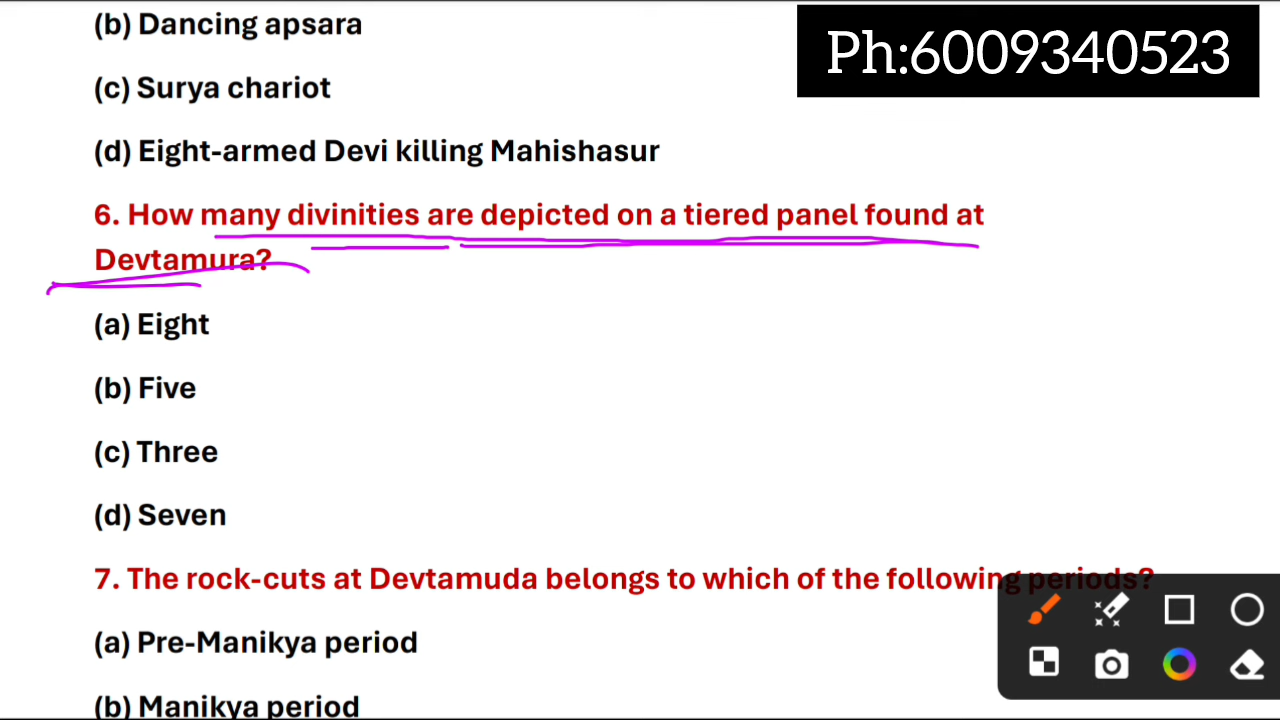 (b) Dancing apsara
Ph:6009340523
(c) Surya chariot
(d) Eight-armed Devi killing Mahishasur
6. How many divinities are depicted on a tiered panel found at
Devtamura?
(a) Eight
(b) Five
(c) Three
(d) Seven
7. The rock-cuts at Devtamuda belongs to which of the following periods?
(a) Pre-Manikya period
(b) Manikya period